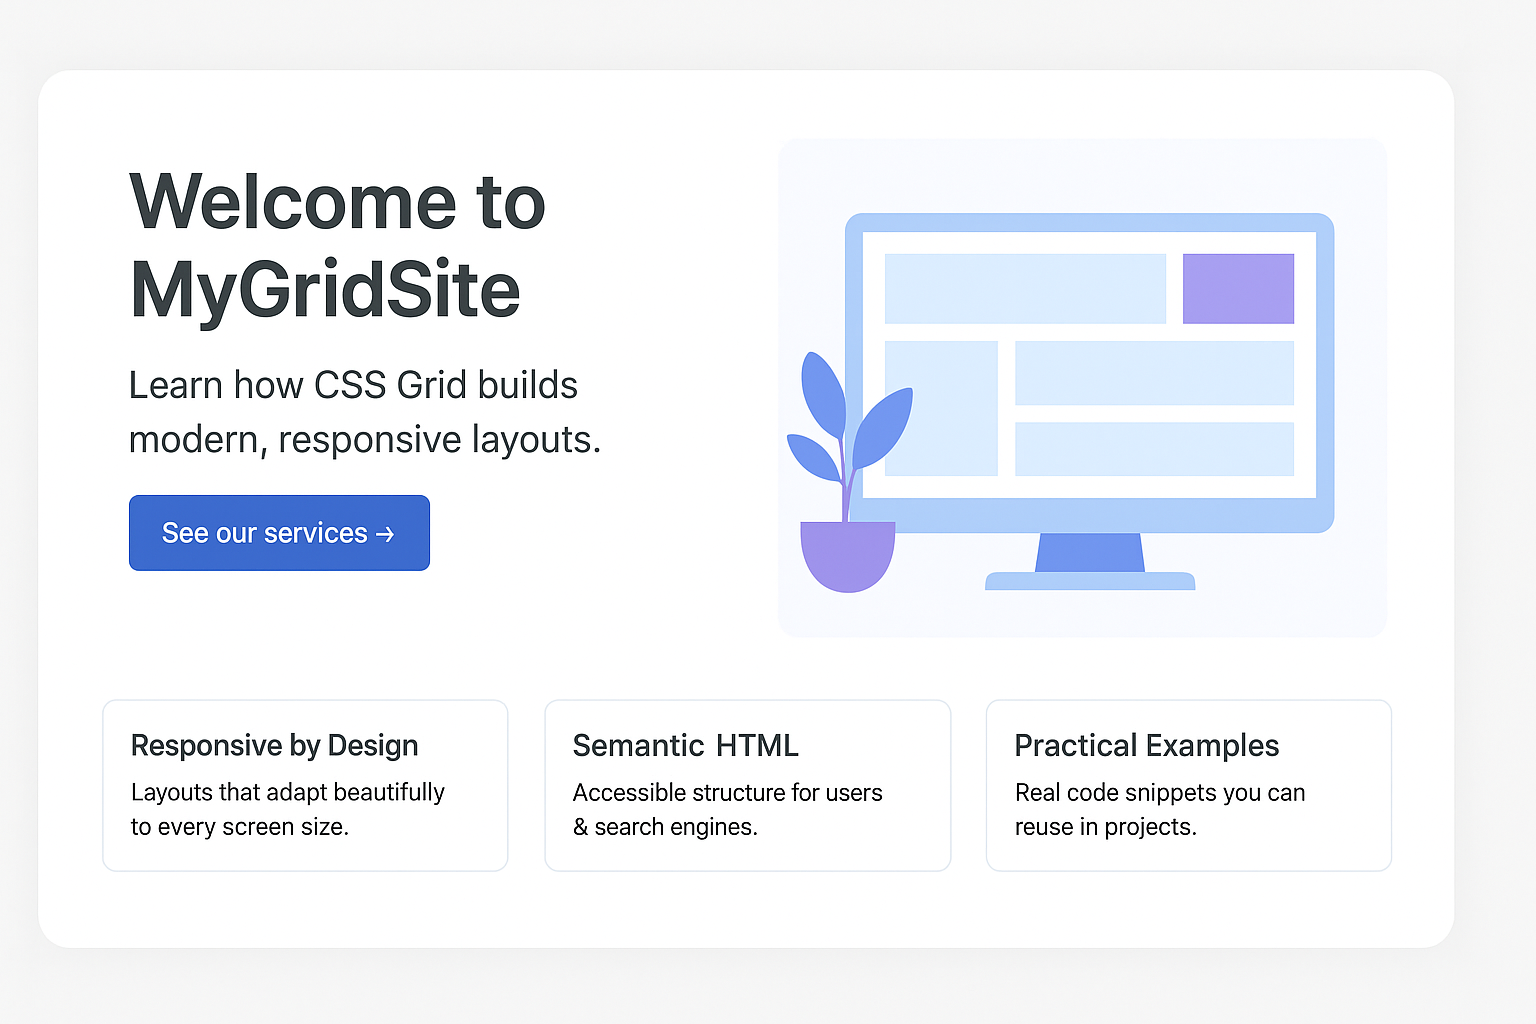 Welcome to
MyGridSite
Learn how CSS Grid builds
modern, responsive layouts.
See our services →
Responsive by Design
Layouts that adapt beautifully
to every screen size.
Semantic HTML
Accessible structure for users
& search engines.
Practical Examples
Real code snippets you can
reuse in projects.